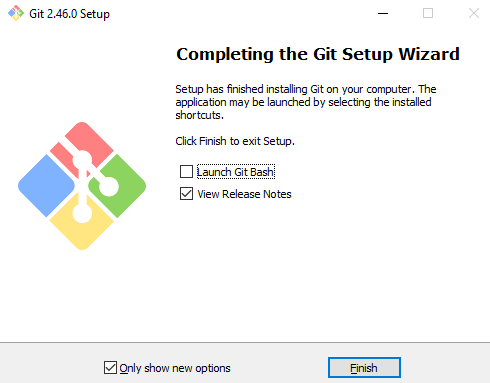 Git 2.46.0 Setup
Completing the Git Setup Wizard
Setup has finished installing Git on your computer. The
application may be launched by selecting the installed
shortcuts.
Click Finish to exit Setup.
Launch Git Bash
View Release Notes
Only show new options
Finish